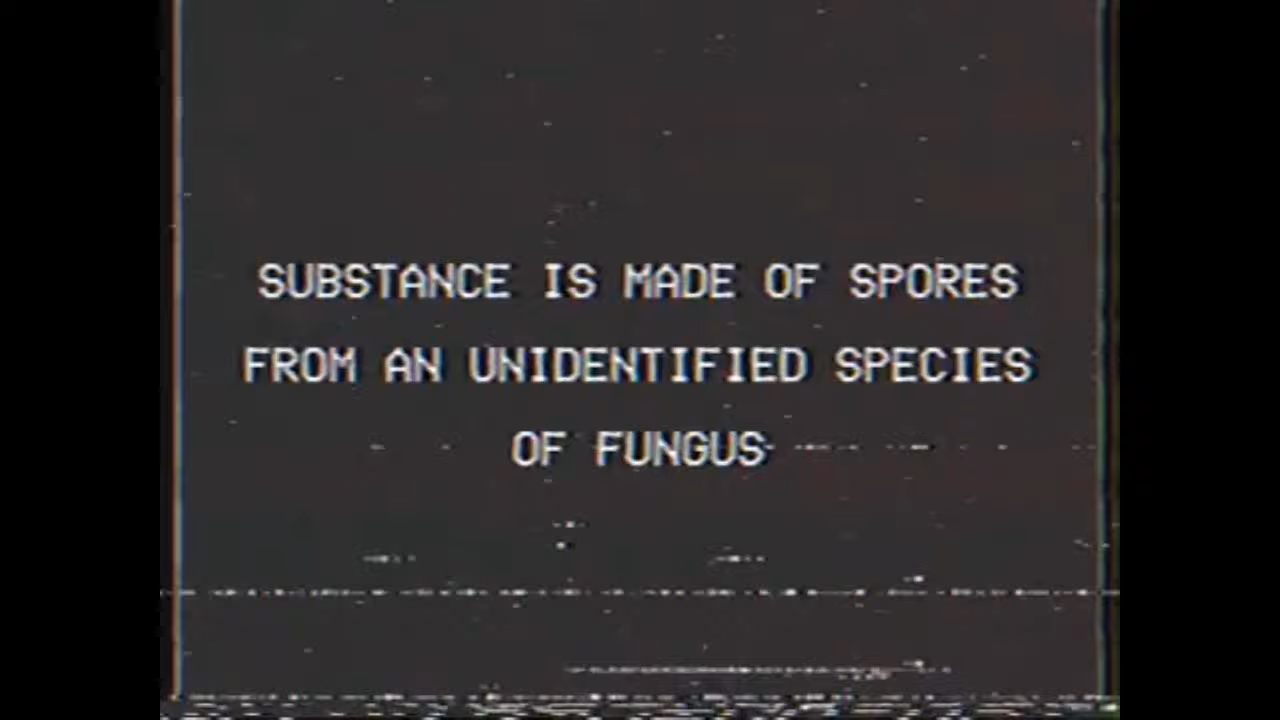 SUBSTANCE IS MADE OF SPORES
FROM AN UNIDENTIFIED SPECIES
OF FUNGUS